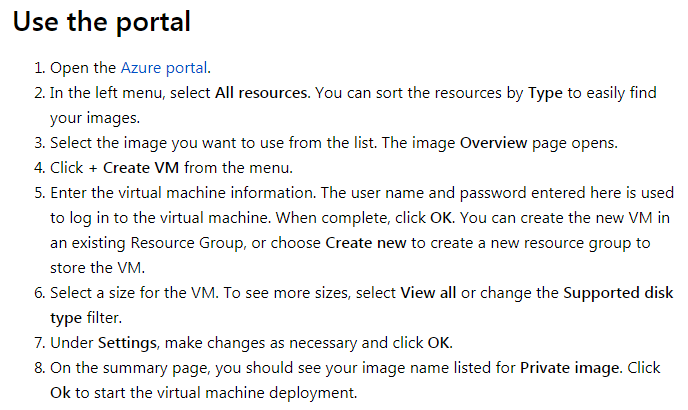 Use the portal
1. Open the Azure portal.
2. In the left menu, select All resources. You can sort the resources by Type to easily find
your images.
3. Select the image you want to use from the list. The image Overview page opens.
4. Click + Create VM from the menu.
5. Enter the virtual machine information. The user name and password entered here is used
to log in to the virtual machine. When complete, click OK. You can create the new VM in
an existing Resource Group, or choose Create new to create a new resource group to
store the VM.
6. Select a size for the VM. To see more sizes, select View all or change the Supported disk
type filter.
7. Under Settings, make changes as necessary and click OK.
8. On the summary page, you should see your image name listed for Private image. Click
Ok to start the virtual machine deployment.